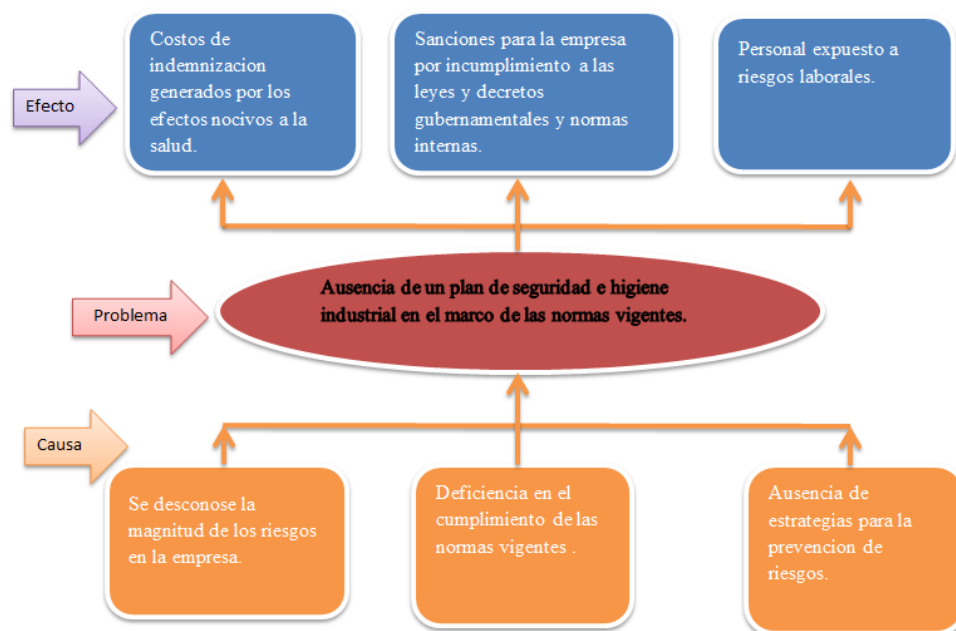 Costos de
indemnizacion
generados por los
efectos nocivos a la
salud.
Sanciones para la empresa
por incumplimiento a las
leyes y decretos
gubernamentales y normas
internas.
Personal expuesto a
riesgos laborales.
Efecto
Ausencia de un plan de seguridad e higiene
industrial en el marco de las normas vigentes.
Problema
Causa
Se desconose la
magnitud de los riesgos
en la empresa.
Deficiencia en el
cumplimiento de las
normas vigentes .
Ausencia de
estrategias para la
prevencion de
riesgos.